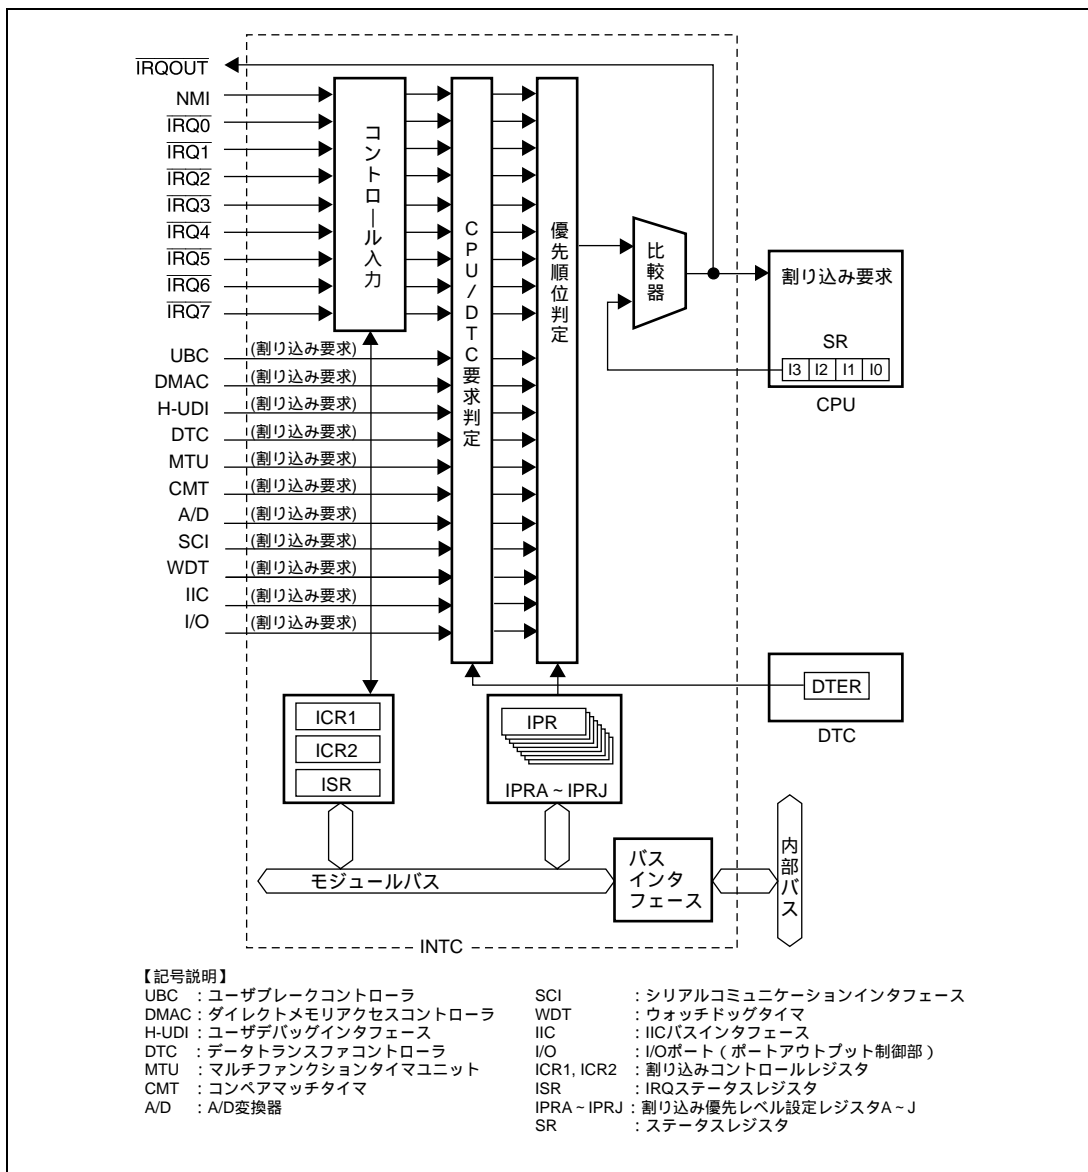 IRQOUT
NMI
IRQ0
IRQ1
IRQ2
IRQ3
IRQ4
IRQ5
IRQ6
IRQ7
コントロール入力
CPU/DTC要求判定
優先順位判定
比較器
割り込み要求
SR
I3 I2 I1 I0
CPU
UBC (割り込み要求)
DMAC (割り込み要求)
H-UDI (割り込み要求)
DTC (割り込み要求)
MTU (割り込み要求)
CMT (割り込み要求)
A/D (割り込み要求)
SCI (割り込み要求)
WDT (割り込み要求)
IIC (割り込み要求)
I/O (割り込み要求)
DTER
DTC
ICR1
ICR2
ISR
IPR
IPRA~IPRJ
モジュールバス
バス
インタ
フェース
内部バス
INTC
【記号説明】
UBC :ユーザブレークコントローラ
DMAC:ダイレクトメモリアクセスコントローラ
H-UDI:ユーザデバッグインタフェース
DTC :データトランスファコントローラ
MTU :マルチファンクションタイマユニット
CMT :コンペアマッチタイマ
A/D :A/D変換器
SCI :シリアルコミュニケーションインタフェース
WDT :ウォッチドッグタイマ
IIC :IICバスインタフェース
I/O :I/Oポート(ポートアウトプット制御部)
ICR1, ICR2 :割り込みコントロールレジスタ
ISR :IRQステータスレジスタ
IPRA~IPRJ:割り込み優先レベル設定レジスタA~J
SR :ステータスレジスタ